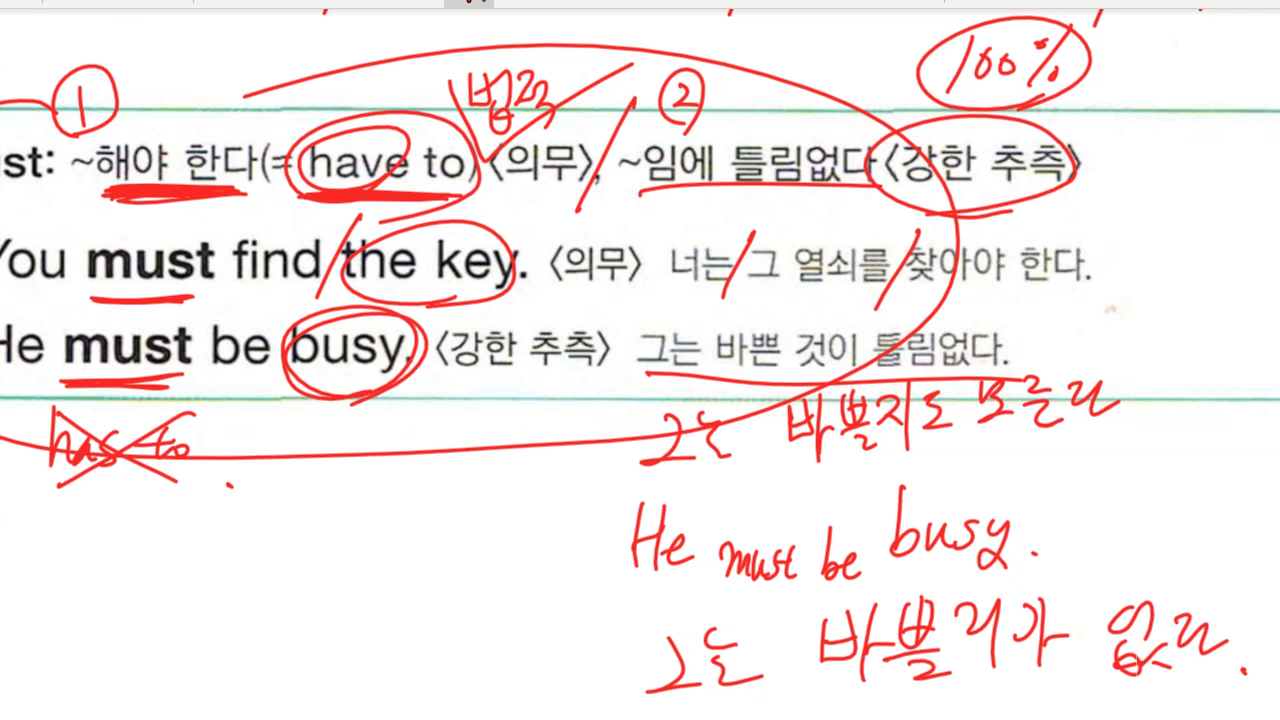 100%
① 법칙 ②
st: ~해야 한다(= have to)〈의무〉, ~임에 틀림없다〈강한 추측〉
You must find the key. 〈의무〉 너는 그 열쇠를 찾아야 한다.
He must be busy. 〈강한 추측〉 그는 바쁜 것이 틀림없다.
has to. 그는 바쁠지도 모른다
He must be busy.
그는 바쁠리가 없다.